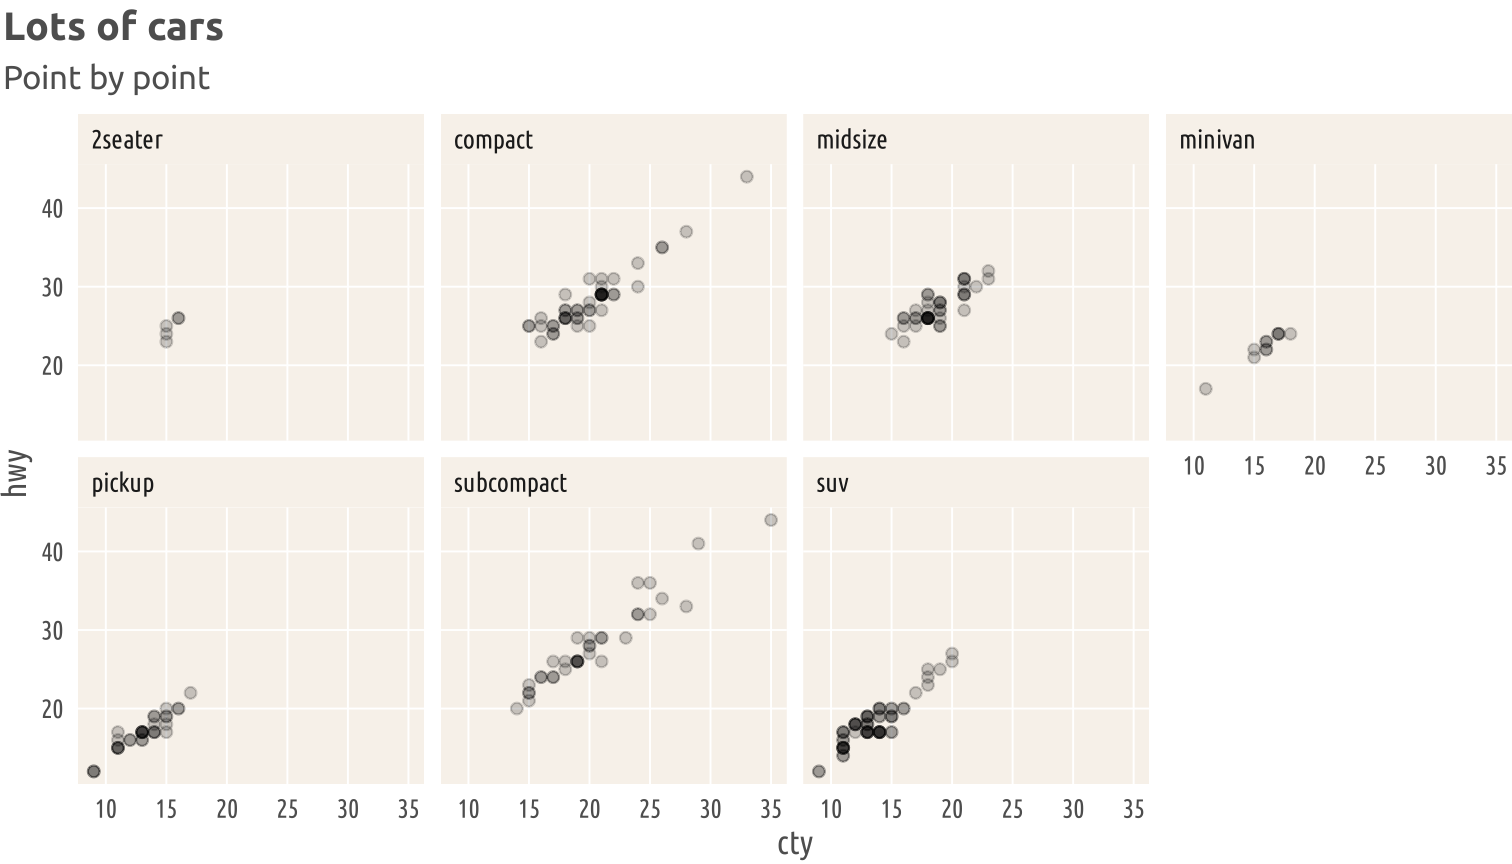 Lots of cars
Point by point
2seater compact midsize minivan
40
30
20
10 15 20 25 30 35
hwy
pickup subcompact suv
40
30
20
10 15 20 25 30 35 10 15 20 25 30 35 10 15 20 25 30 35
cty